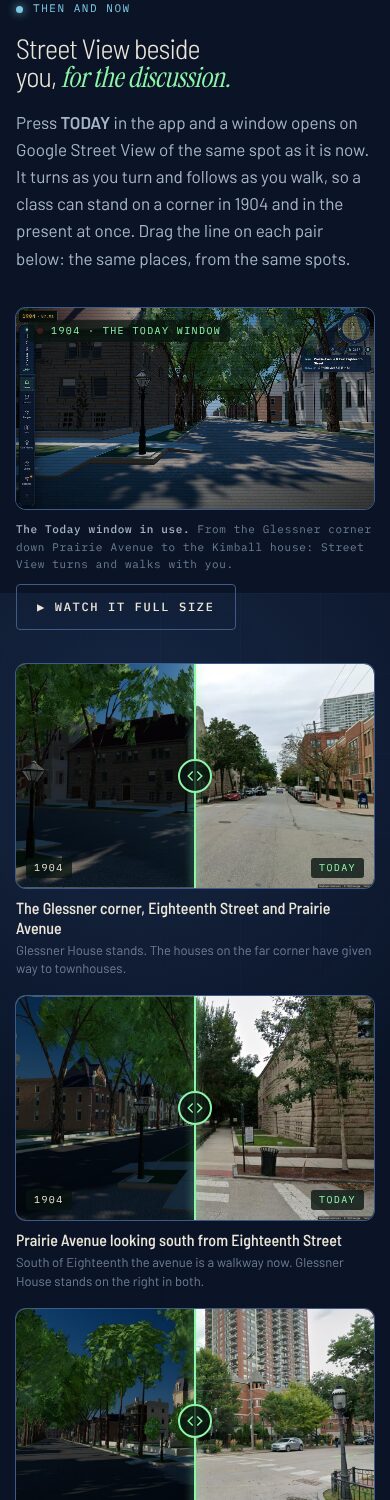 THEN AND NOW
Street View beside
you, for the discussion.
Press TODAY in the app and a window opens on
Google Street View of the same spot as it is now.
It turns as you turn and follows as you walk, so a
class can stand on a corner in 1904 and in the
present at once. Drag the line on each pair
below: the same places, from the same spots.
1904 · THE TODAY WINDOW
The Today window in use. From the Glessner corner
down Prairie Avenue to the Kimball house: Street
View turns and walks with you.
▶ WATCH IT FULL SIZE
1904
TODAY
The Glessner corner, Eighteenth Street and Prairie
Avenue
Glessner House stands. The houses on the far corner have given
way to townhouses.
1904
TODAY
Prairie Avenue looking south from Eighteenth Street
South of Eighteenth the avenue is a walkway now. Glessner
House stands on the right in both.